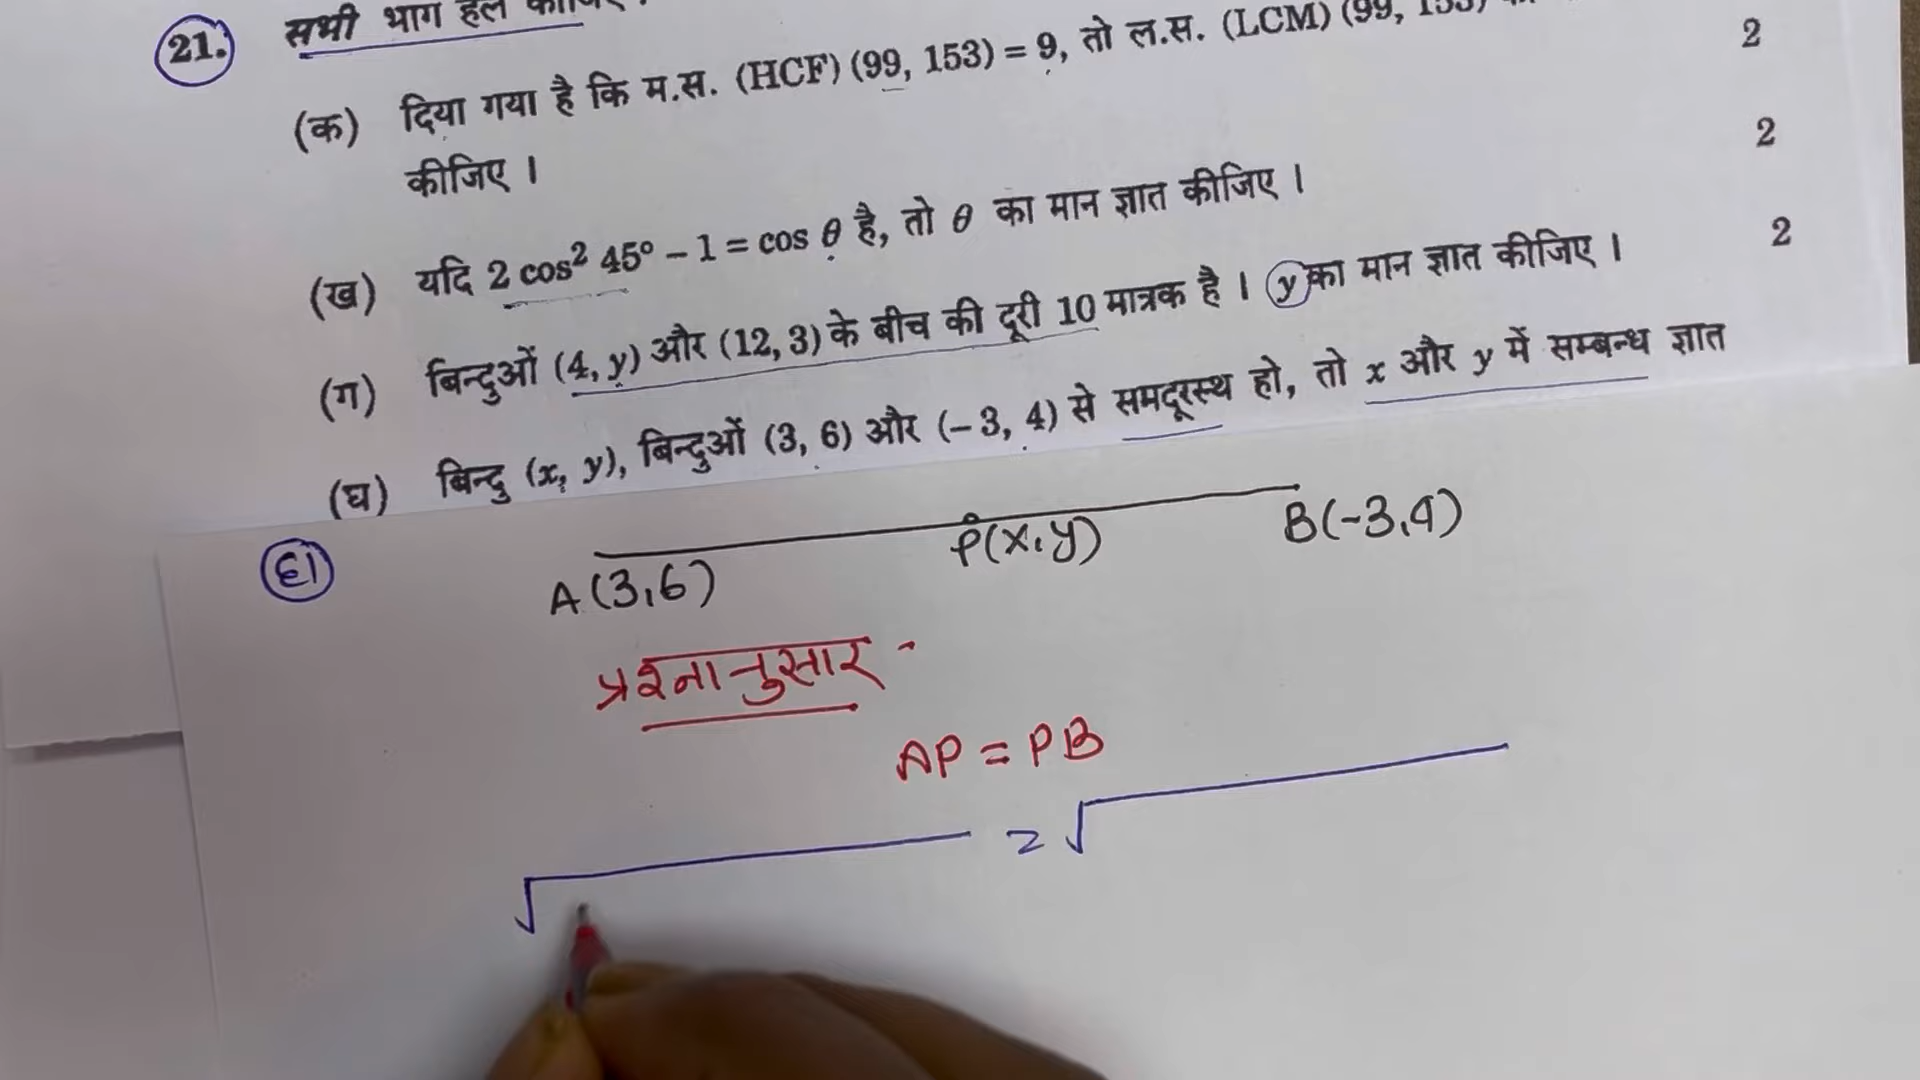 21. सभी भाग हल कीजिए :
(क) दिया गया है कि म.स. (HCF) (99, 153) = 9, तो ल.स. (LCM) (99, 153)
कीजिए । 2
(ख) यदि 2 cos² 45° – 1 = cos θ है, तो θ का मान ज्ञात कीजिए । 2
(ग) बिन्दुओं (4, y) और (12, 3) के बीच की दूरी 10 मात्रक है । y का मान ज्ञात कीजिए । 2
(घ) बिन्दु (x, y), बिन्दुओं (3, 6) और (– 3, 4) से समदूरस्थ हो, तो x और y में सम्बन्ध ज्ञात
घ
A(3,6) P(x,y) B(-3,4)
प्रश्नानुसार -
AP = PB
√ = √